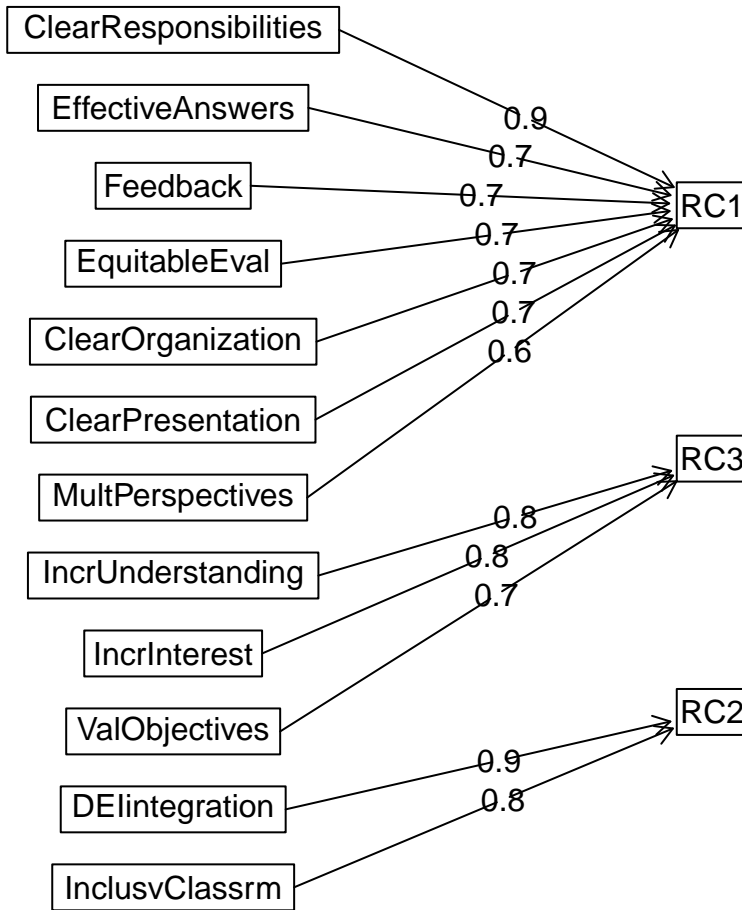 ClearResponsibilities
EffectiveAnswers
0.9
0.7
Feedback
0.7
RC1
EquitableEval
0.7
0.7
ClearOrganization
0.7
0.6
ClearPresentation
RC3
MultPerspectives
0.8
0.8
IncrUnderstanding
0.7
IncrInterest
RC2
ValObjectives
0.9
DEIintegration
0.8
InclusvClassrm